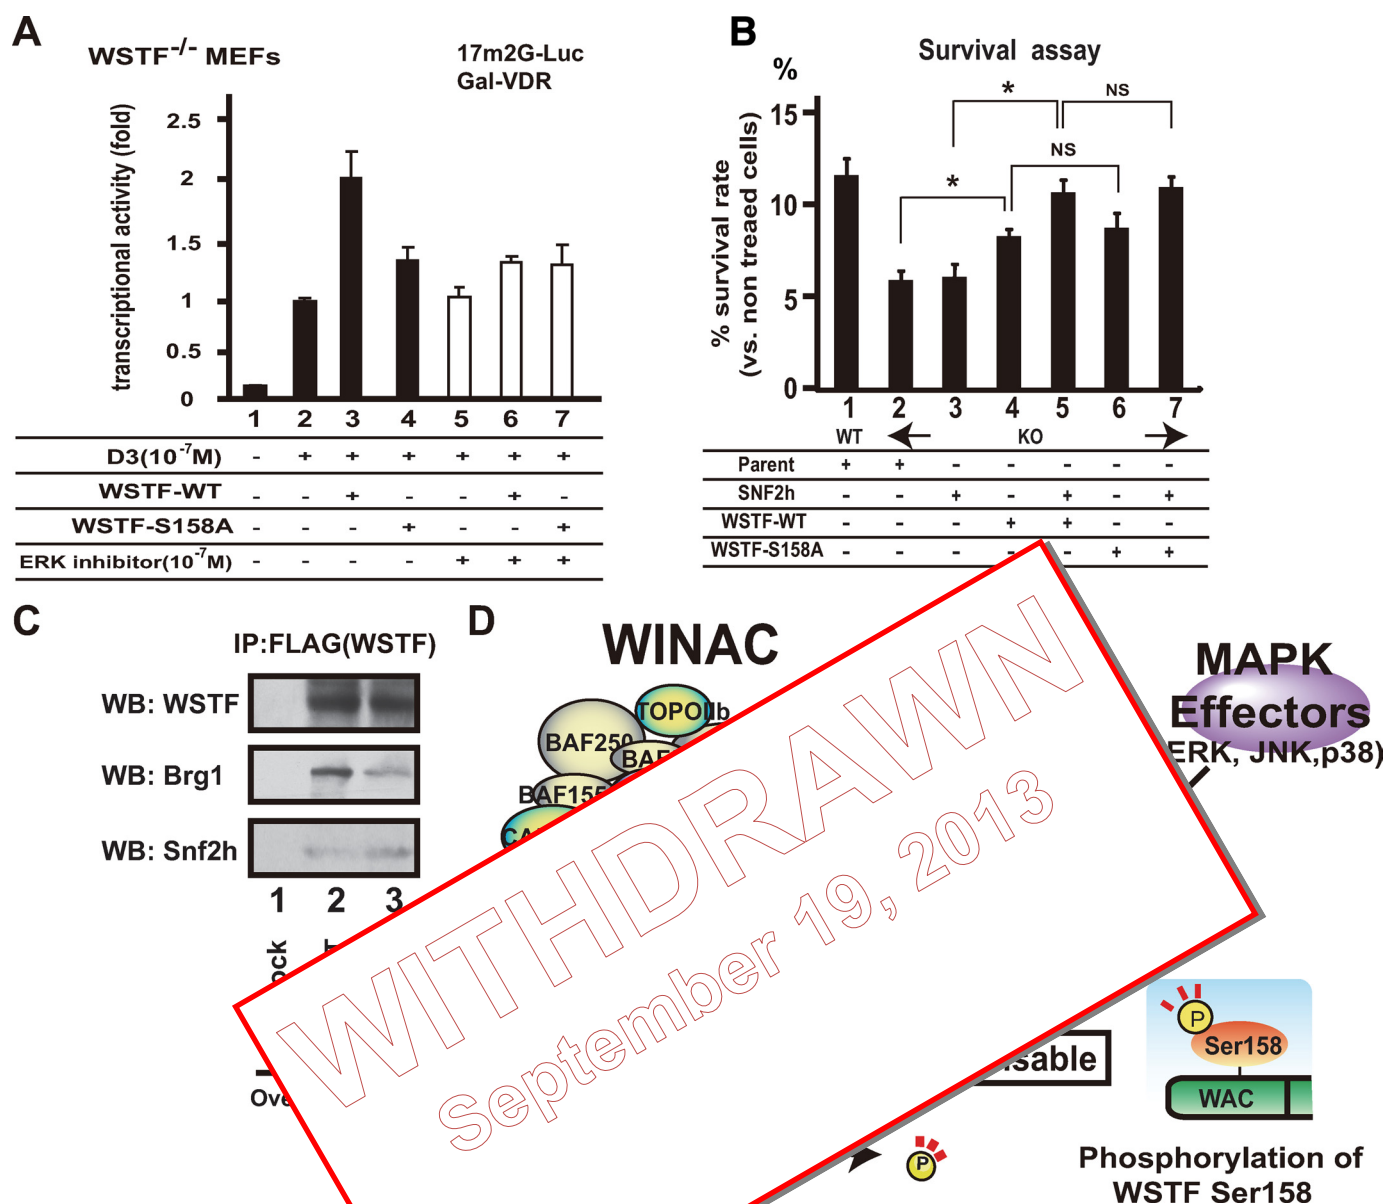 A
WSTF-/- MEFs
17m2G-Luc
Gal-VDR
transcriptional activity (fold)
2.5
2
1.5
1
0.5
0
1 2 3 4 5 6 7
D3(10-7M) - + + + + + +
WSTF-WT - - + - - + -
WSTF-S158A - - - + - - +
ERK inhibitor(10-7M) - - - - + + +
B
Survival assay
%
% survival rate
(vs. non treaed cells)
15
10
5
0
* NS
* NS
1 2 3 4 5 6 7
WT KO
Parent + + - - - - -
SNF2h - - + - + - +
WSTF-WT - - - + + - -
WSTF-S158A - - - - - + +
C
IP:FLAG(WSTF)
WB: WSTF
WB: Brg1
WB: Snf2h
1 2 3
D
WINAC
TOPOIIb
BAF250
BAF155
MAPK
Effectors
ERK, JNK,p38)
WITHDRAWN
September 19, 2013
P
Ser158
WAC
P
Phosphorylation of
WSTF Ser158